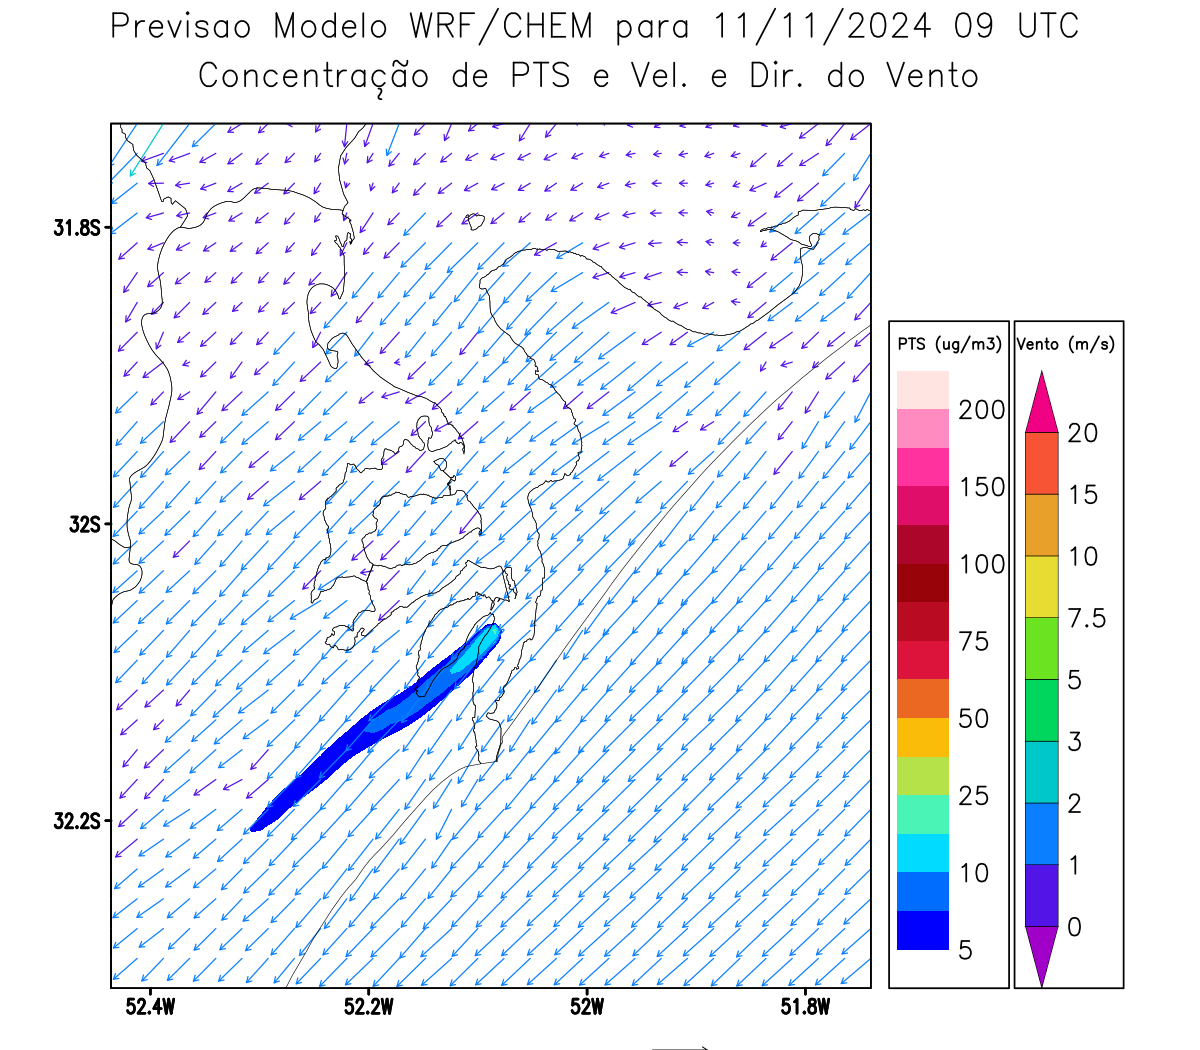 Previsao Modelo WRF/CHEM para 11/11/2024 09 UTC
Concentração de PTS e Vel. e Dir. do Vento
31.8S
32S
32.2S
52.4W 52.2W 52W 51.8W
PTS (ug/m3)
200
150
100
75
50
25
10
5
Vento (m/s)
20
15
10
7.5
5
3
2
1
0